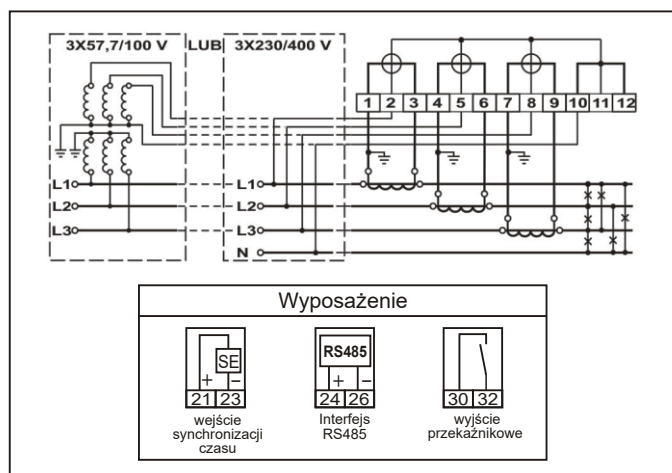 3X57,7/100 V LUB 3X230/400 V
1 2 3 4 5 6 7 8 9 10 11 12
L1 L1
L2 L2
L3 L3
N
Wyposażenie
SE
+ −
21 23
wejście
synchronizacji
czasu
RS485
+ −
24 26
Interfejs
RS485
30 32
wyjście
przekaźnikowe